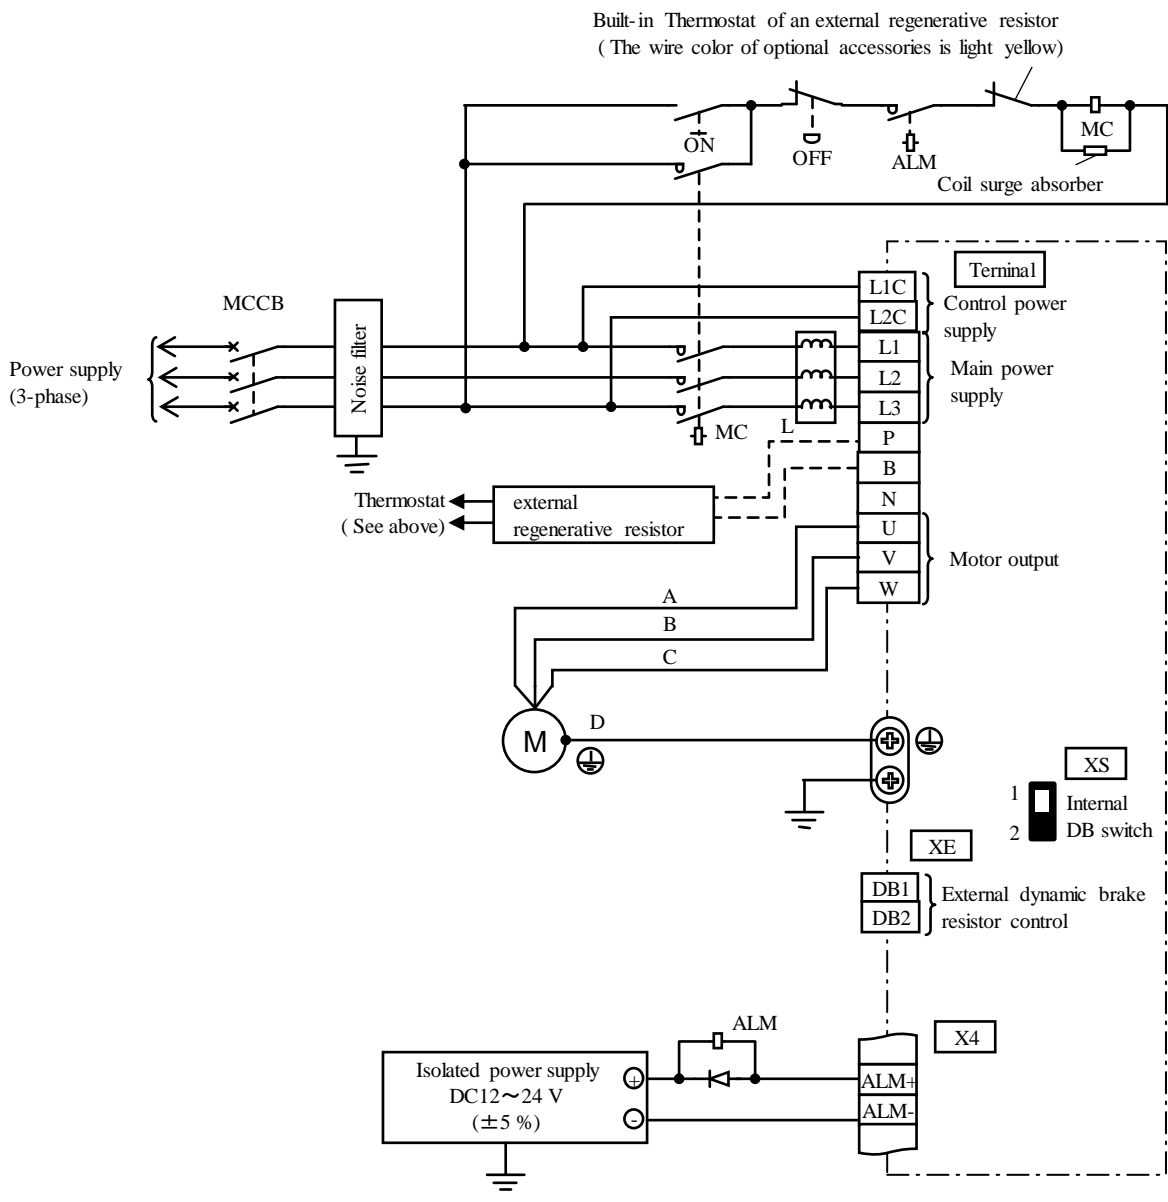 Built-in Thermostat of an external regenerative resistor
( The wire color of optional accessories is light yellow)
ON
OFF
ALM
MC
Coil surge absorber
Terninal
MCCB
Noise filter
Power supply
(3-phase)
L1C
L2C
L1
L2
L3
P
B
N
U
V
W
Control power
supply
Main power
supply
L
MC
Thermostat
( See above)
external
regenerative resistor
Motor output
A
B
C
M
D
XS
1
2
Internal
DB switch
XE
DB1
DB2
External dynamic brake
resistor control
ALM
X4
Isolated power supply
DC12～24 V
(±5 %)
+
-
ALM+
ALM-